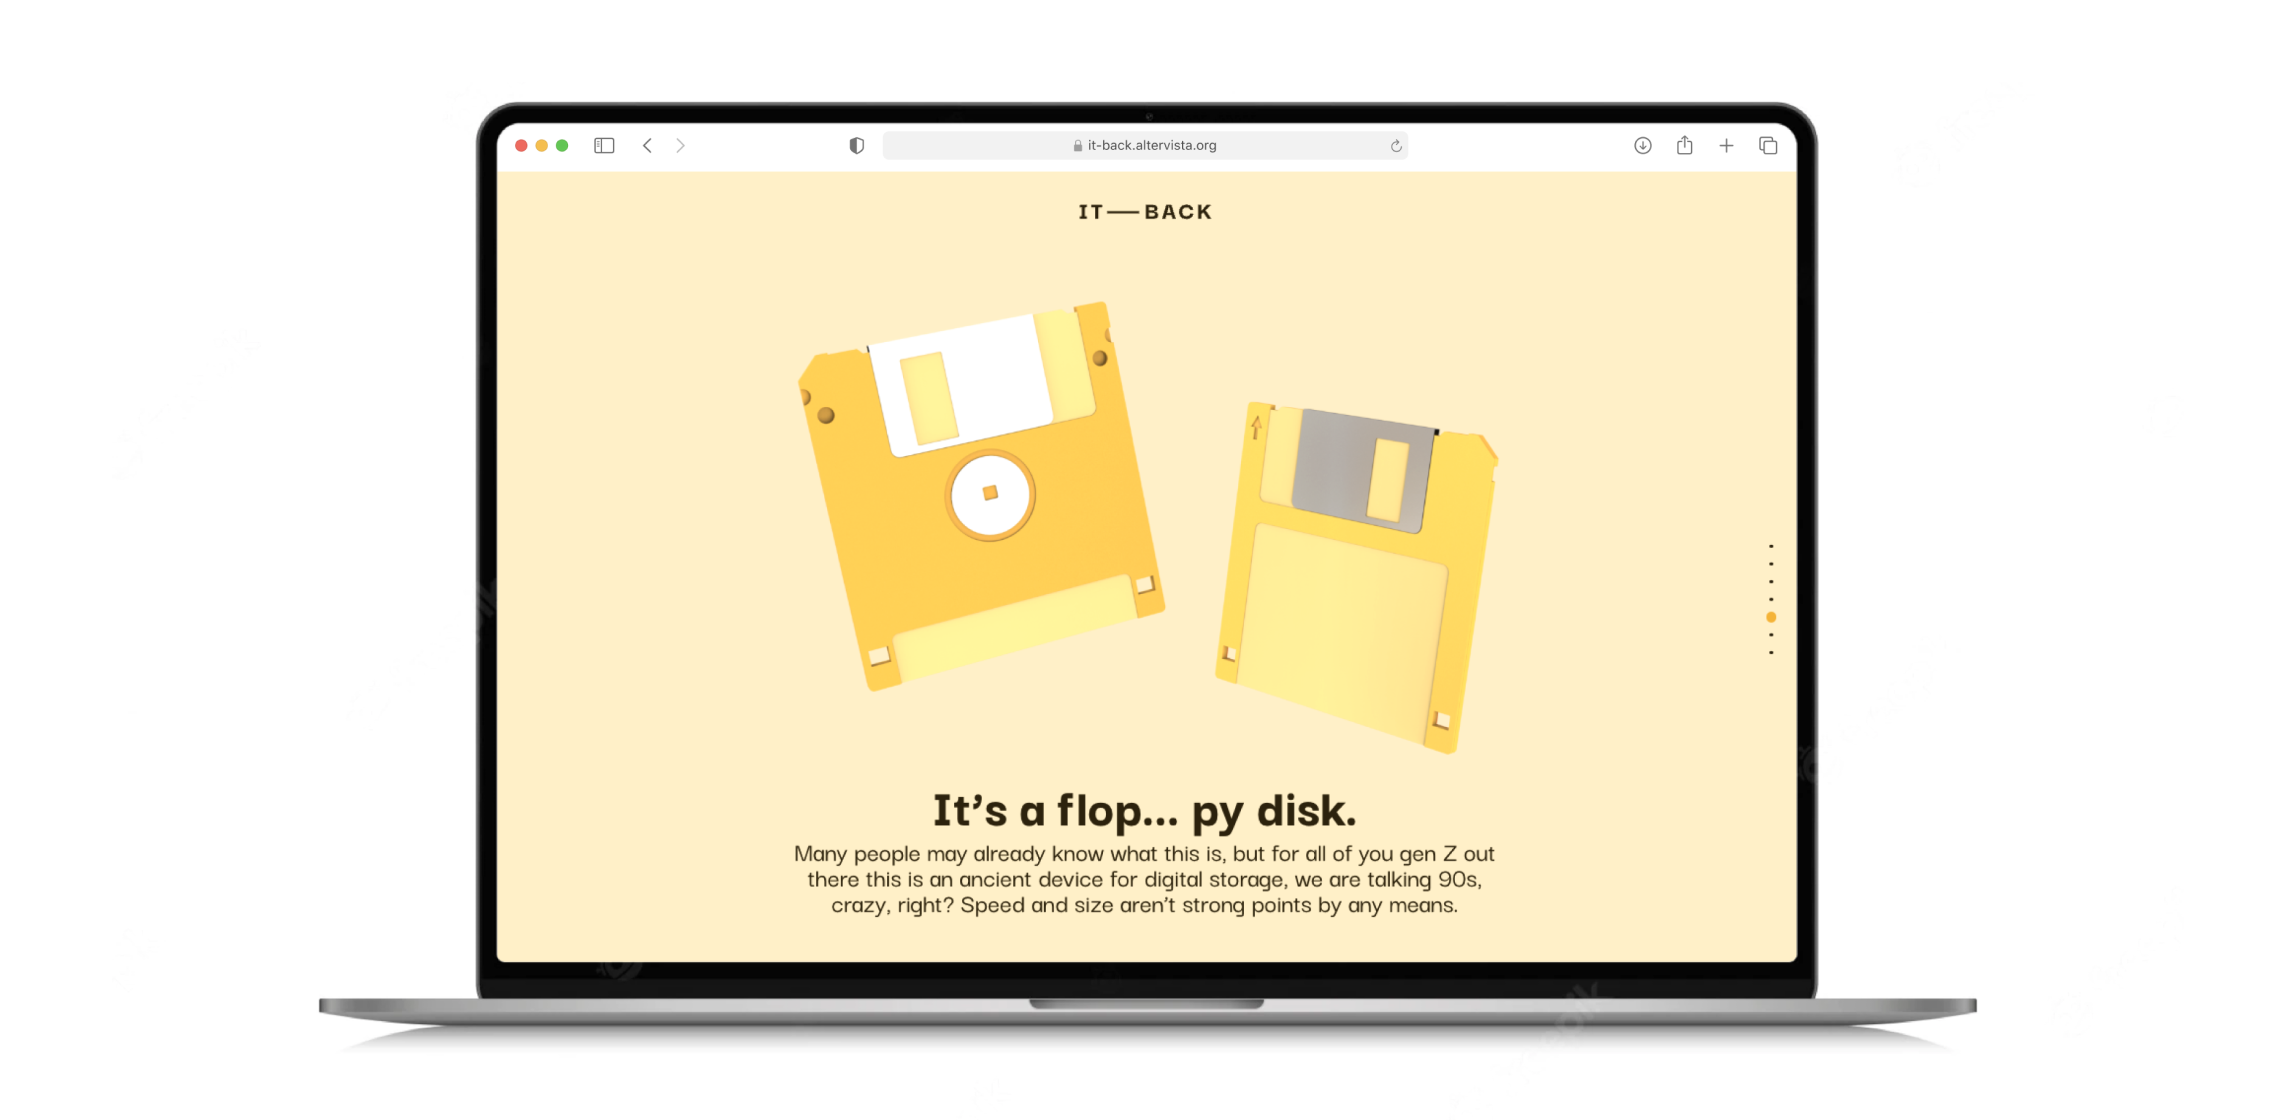 it-back.altervista.org
IT—BACK
It’s a flop... py disk.
Many people may already know what this is, but for all of you gen Z out
there this is an ancient device for digital storage, we are talking 90s,
crazy, right? Speed and size aren’t strong points by any means.